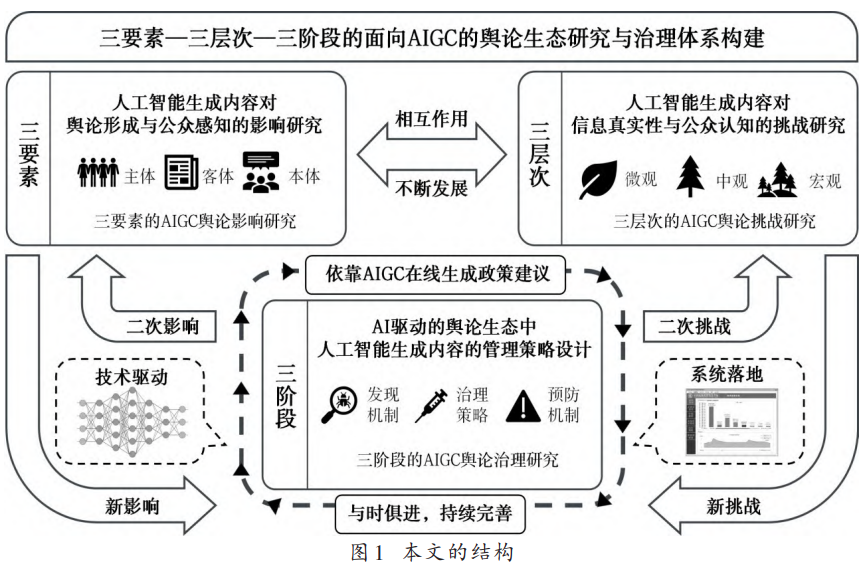 三要素—三层次—三阶段的面向AIGC的舆论生态研究与治理体系构建
三要素
人工智能生成内容对
舆论形成与公众感知的影响研究
主体
客体
本体
三要素的AIGC舆论影响研究
相互作用
不断发展
三层次
人工智能生成内容对
信息真实性与公众认知的挑战研究
微观
中观
宏观
三层次的AIGC舆论挑战研究
依靠AIGC在线生成政策建议
二次影响
二次挑战
技术驱动
三阶段
AI驱动的舆论生态中
人工智能生成内容的管理策略设计
发现
机制
治理
策略
预防
机制
三阶段的AIGC舆论治理研究
系统落地
新影响
与时俱进，持续完善
新挑战
图1 本文的结构